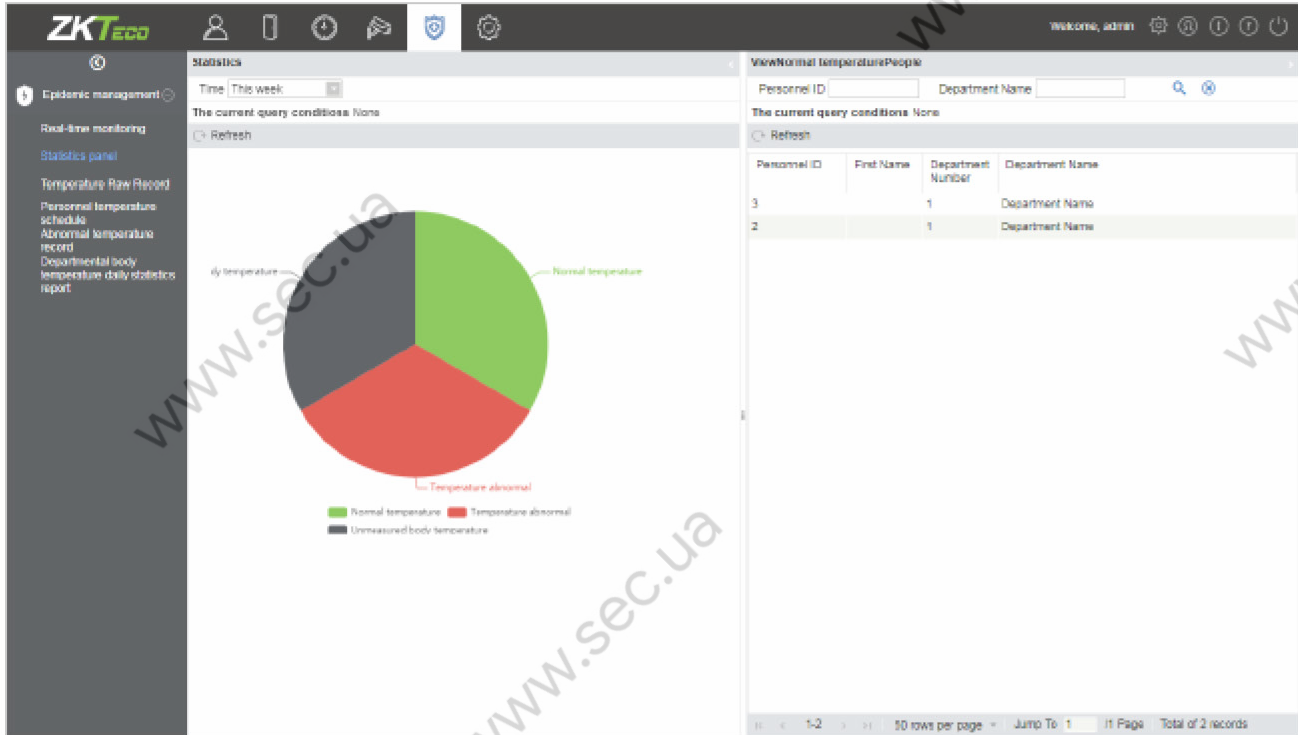 ZKTeco
Welcome, admin
Epidemic management
Real-time monitoring
Statistics panel
Temperature Raw Record
Personnel temperature
schedule
Abnormal temperature
record
Departmental body
temperature daily statistics
report
Statistics
Time This week
The current query conditions None
Refresh
dy temperature
Normal temperature
Temperature abnormal
Normal temperature Temperature abnormal
Unmeasured body temperature
ViewNormal temperaturePeople
Personnel ID Department Name
The current query conditions None
Refresh
Personnel ID First Name Department Number Department Name
3 1 Department Name
2 1 Department Name
1-2 50 rows per page Jump To 1 /1 Page Total of 2 records
www.sec.ua
www.sec.ua